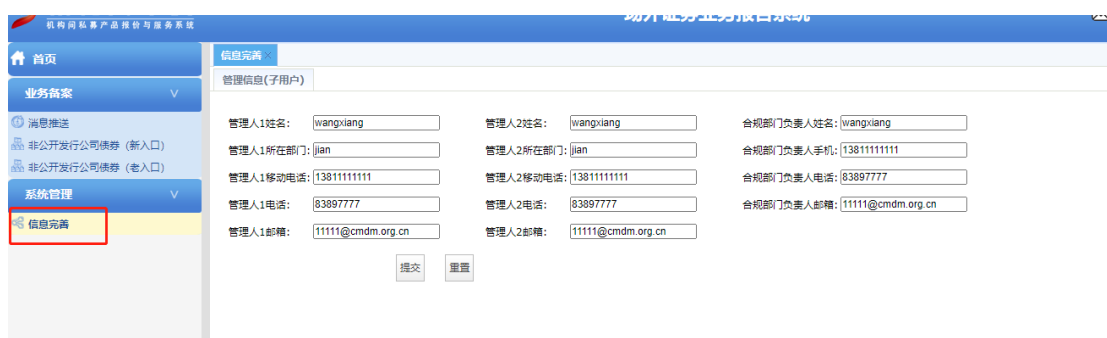 机构间私募产品报价与服务系统
场外证券业务报告系统
首页
信息完善×
管理信息(子用户)
业务备案
消息推送
非公开发行公司债券(新入口)
非公开发行公司债券(老入口)
系统管理
信息完善
管理人1姓名: wangxiang 管理人2姓名: wangxiang 合规部门负责人姓名: wangxiang
管理人1所在部门: jian 管理人2所在部门: jian 合规部门负责人手机: 13811111111
管理人1移动电话: 13811111111 管理人2移动电话: 13811111111 合规部门负责人电话: 83897777
管理人1电话: 83897777 管理人2电话: 83897777 合规部门负责人邮箱: 11111@cmdm.org.cn
管理人1邮箱: 11111@cmdm.org.cn 管理人2邮箱: 11111@cmdm.org.cn
提交 重置